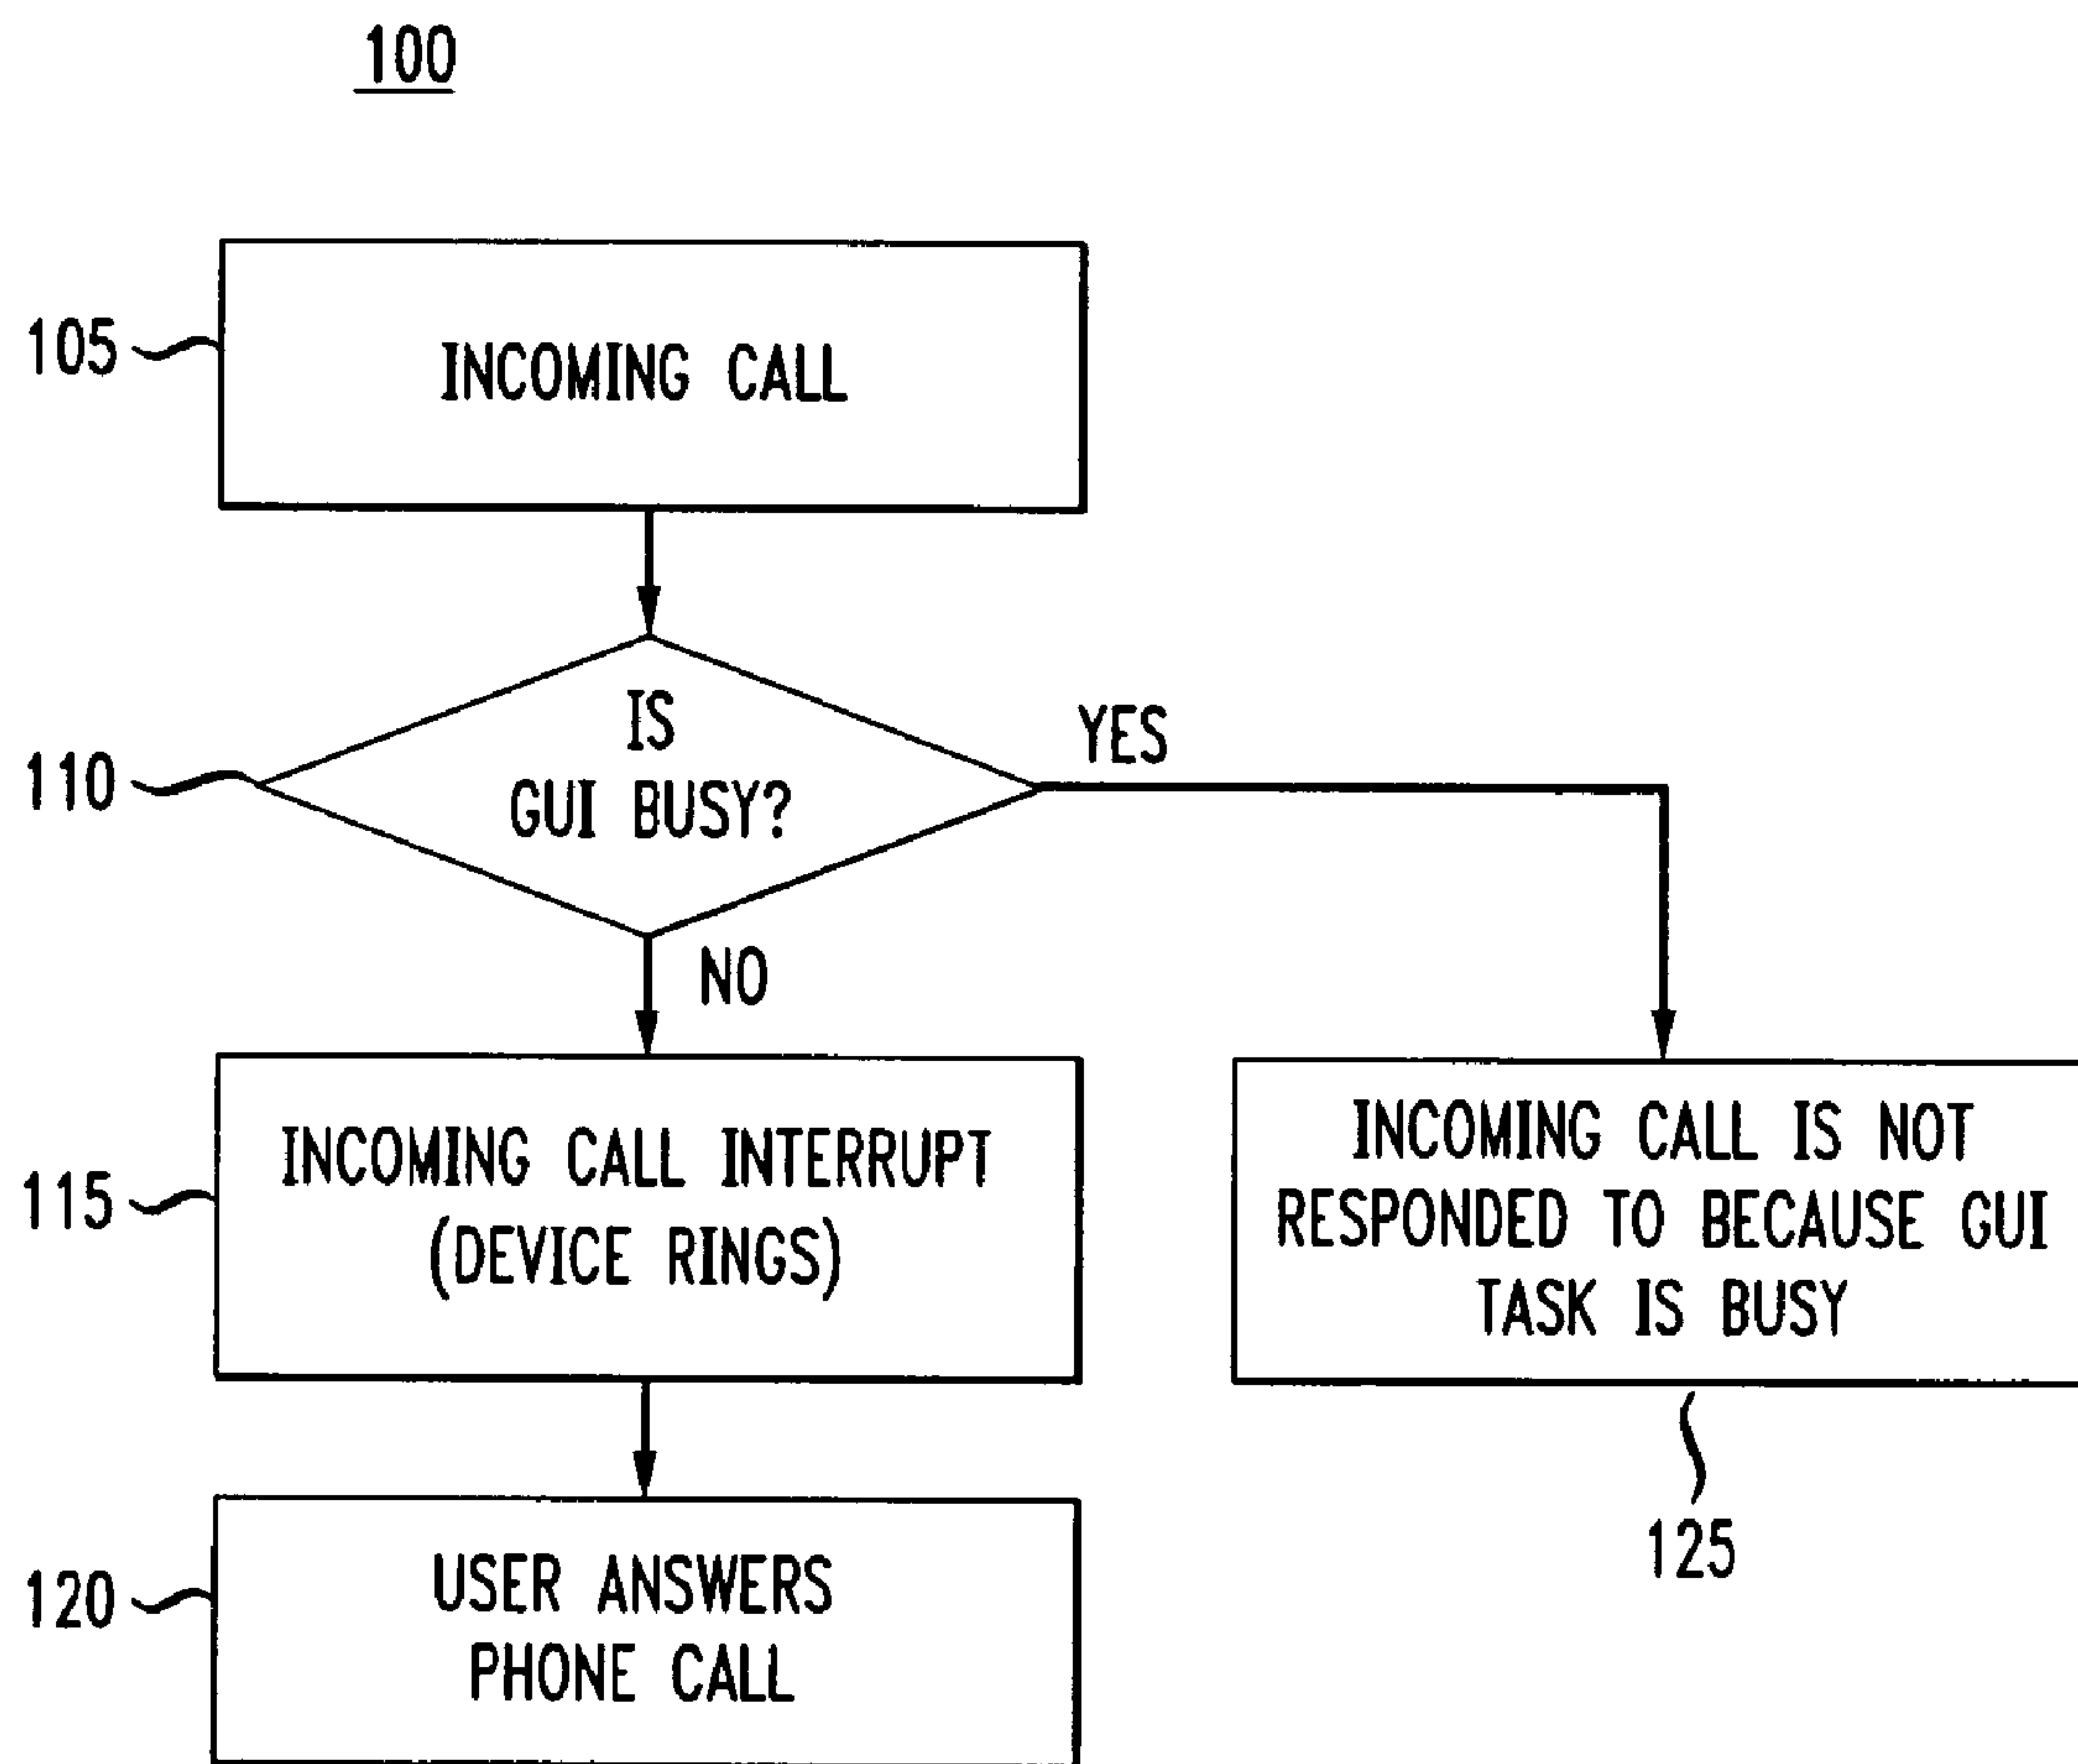 100
105
INCOMING CALL
110
IS
GUI BUSY?
YES
NO
115
INCOMING CALL INTERRUPT
(DEVICE RINGS)
INCOMING CALL IS NOT
RESPONDED TO BECAUSE GUI
TASK IS BUSY
125
120
USER ANSWERS
PHONE CALL